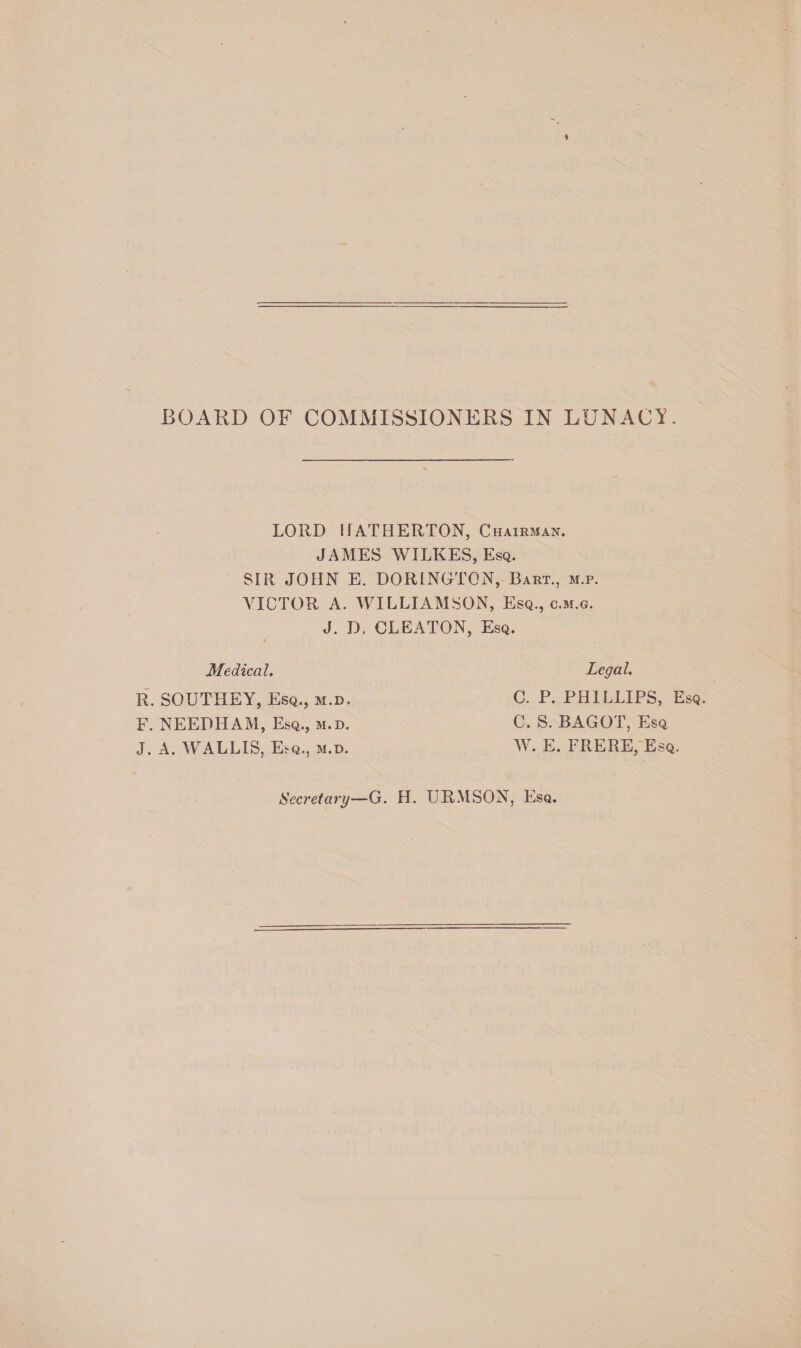 BOARD OF COMMISSIONERS IN LUNACY.
LORD HATHERTON, CHAIRMAN.
JAMES WILKES, ESQ.
SIR JOHN E. DORINGTON, BART., M.P.
VICTOR A. WILLIAMSON, ESQ., C.M.G.
J. D. CLEATON, ESQ.
Medical. Legal.
R. SOUTHEY, ESQ., M.D. C. P. PHILLIPS, ESQ.
F. NEEDHAM, ESQ., M.D. C. S. BAGOT, ESQ
J. A. WALLIS, ESQ., M.D. W. E. FRERE, ESQ.
Secretary—G. H. URMSON, ESQ.